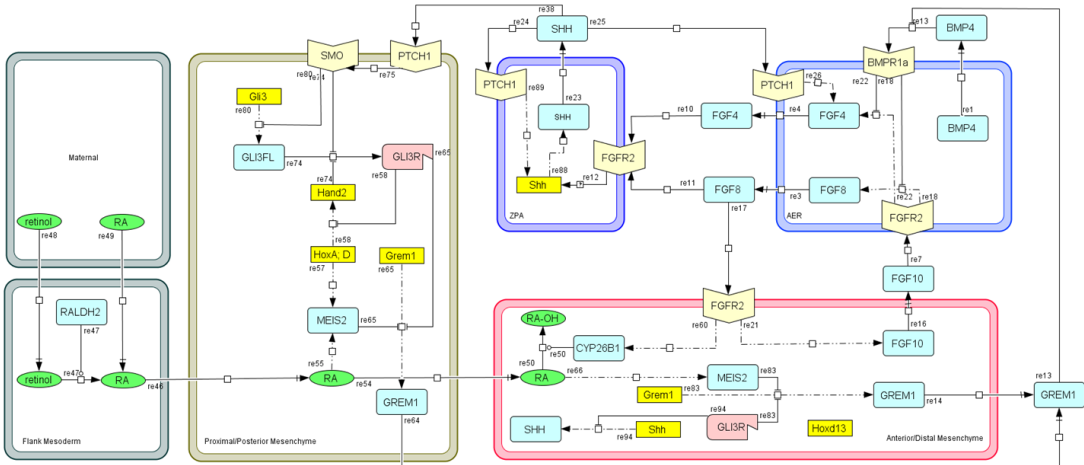 re38
re24
SHH
re25
re13
BMP4
SMO
PTCH1
BMPR1a
re80
re74
re75
PTCH1
re89
PTCH1
re26
re22
re18
Gli3
re80
re23
SHH
re10
FGF4
re4
FGF4
re1
BMP4
Maternal
GLI3FL
re74
GLI3R
re65
re58
FGFR2
re88
re12
re74
Hand2
Shh
re11
FGF8
re3
FGF8
re17
re22
re18
FGFR2
ZPA
AER
retinol
RA
re48
re49
re58
HoxA; D
Grem1
re57
re65
re7
FGF10
RALDH2
re47
MEIS2
re65
FGFR2
RA-OH
re60
re21
re16
CYP26B1
FGF10
re55
re50
re50
retinol
re47
RA
re46
RA
re54
RA
re66
MEIS2
re83
re13
Grem1
re83
GREM1
GREM1
re14
GREM1
re64
re94
re83
SHH
re94
Shh
GLI3R
Hoxd13
Flank Mesoderm
Proximal/Posterior Mesenchyme
Anterior/Distal Mesenchyme